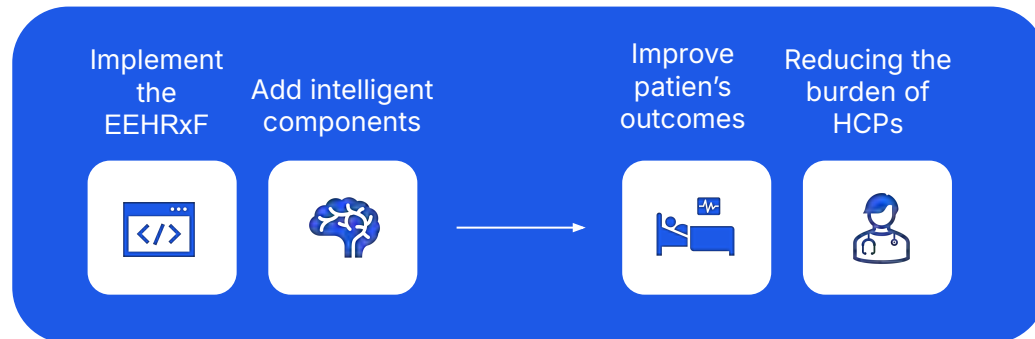 Implement
the
EEHRxF
Add intelligent
components
Improve
patien's
outcomes
Reducing the
burden of
HCPs